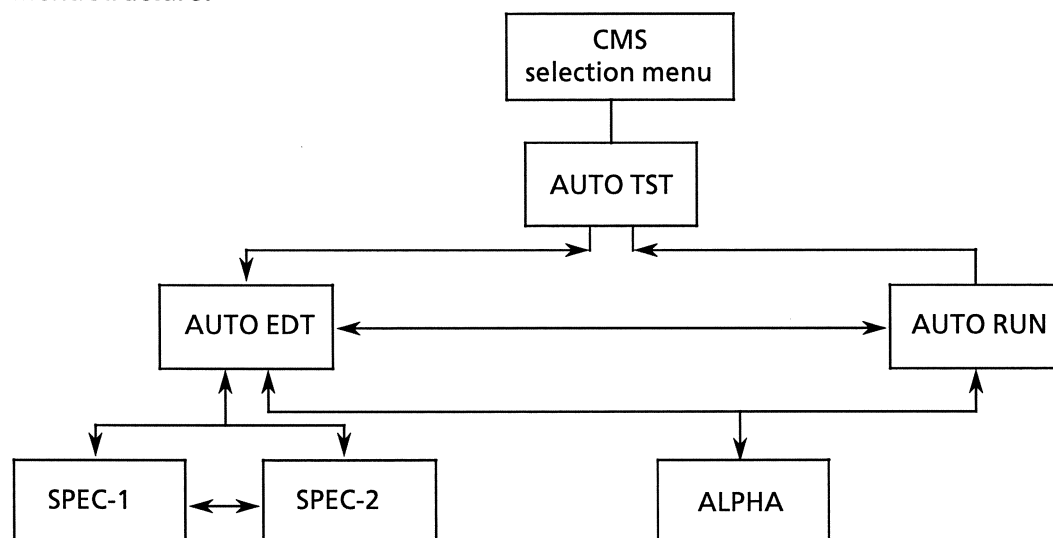 CMS
selection menu
AUTO TST
AUTO EDT
AUTO RUN
SPEC-1
SPEC-2
ALPHA